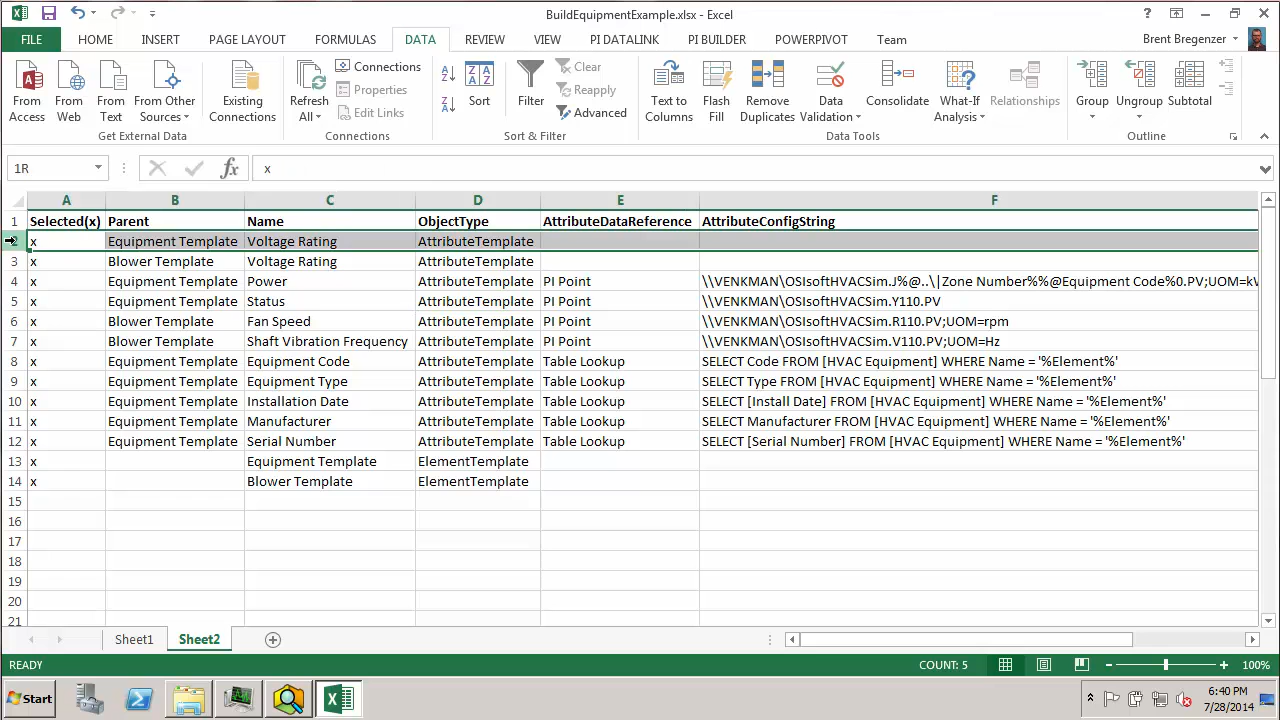 BuildEquipmentExample.xlsx - Excel
FILE HOME INSERT PAGE LAYOUT FORMULAS DATA REVIEW VIEW PI DATALINK PI BUILDER POWERPIVOT Team Brent Bregenzer
From Access
From Web
From Text
From Other Sources
Existing Connections
Get External Data
Refresh All
Connections
Properties
Edit Links
Connections
Sort
Filter
Clear
Reapply
Advanced
Sort & Filter
Text to Columns
Flash Fill
Remove Duplicates
Data Validation
Consolidate
What-If Analysis
Relationships
Data Tools
Group
Ungroup
Subtotal
Outline
1R fx x
A B C D E F
1 Selected(x) Parent Name ObjectType AttributeDataReference AttributeConfigString
2 x Equipment Template Voltage Rating AttributeTemplate
3 x Blower Template Voltage Rating AttributeTemplate
4 x Equipment Template Power AttributeTemplate PI Point \\VENKMAN\OSIsoftHVACSim.J%@..\|Zone Number%%@Equipment Code%0.PV;UOM=kW
5 x Equipment Template Status AttributeTemplate PI Point \\VENKMAN\OSIsoftHVACSim.Y110.PV
6 x Blower Template Fan Speed AttributeTemplate PI Point \\VENKMAN\OSIsoftHVACSim.R110.PV;UOM=rpm
7 x Blower Template Shaft Vibration Frequency AttributeTemplate PI Point \\VENKMAN\OSIsoftHVACSim.V110.PV;UOM=Hz
8 x Equipment Template Equipment Code AttributeTemplate Table Lookup SELECT Code FROM [HVAC Equipment] WHERE Name = '%Element%'
9 x Equipment Template Equipment Type AttributeTemplate Table Lookup SELECT Type FROM [HVAC Equipment] WHERE Name = '%Element%'
10 x Equipment Template Installation Date AttributeTemplate Table Lookup SELECT [Install Date] FROM [HVAC Equipment] WHERE Name = '%Element%'
11 x Equipment Template Manufacturer AttributeTemplate Table Lookup SELECT Manufacturer FROM [HVAC Equipment] WHERE Name = '%Element%'
12 x Equipment Template Serial Number AttributeTemplate Table Lookup SELECT [Serial Number] FROM [HVAC Equipment] WHERE Name = '%Element%'
13 x Equipment Template ElementTemplate
14 x Blower Template ElementTemplate
15
16
17
18
19
20
21
Sheet1 Sheet2
READY COUNT: 5 100%
Start 6:40 PM
7/28/2014